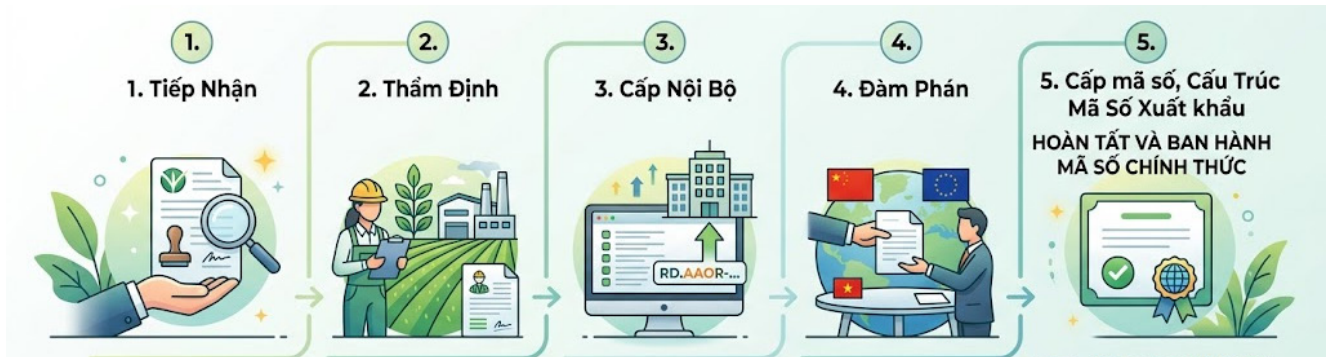 1.
1. Tiếp Nhận
2.
2. Thẩm Định
3.
3. Cấp Nội Bộ
RD.AAOR-...
4.
4. Đàm Phán
5.
5. Cấp mã số, Cấu Trúc
Mã Số Xuất khẩu
HOÀN TẤT VÀ BAN HÀNH
MÃ SỐ CHÍNH THỨC